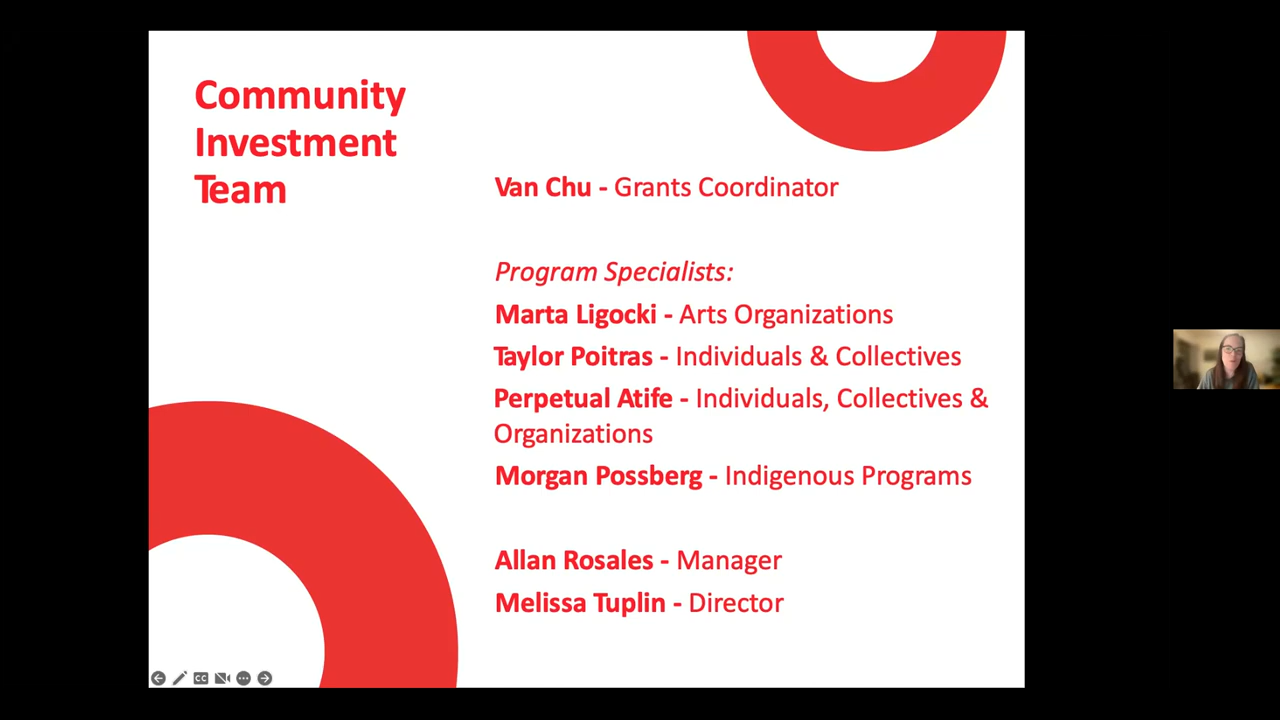 Community
Investment
Team
Van Chu - Grants Coordinator
Program Specialists:
Marta Ligocki - Arts Organizations
Taylor Poitras - Individuals & Collectives
Perpetual Atife - Individuals, Collectives &
Organizations
Morgan Possberg - Indigenous Programs
Allan Rosales - Manager
Melissa Tuplin - Director
CC